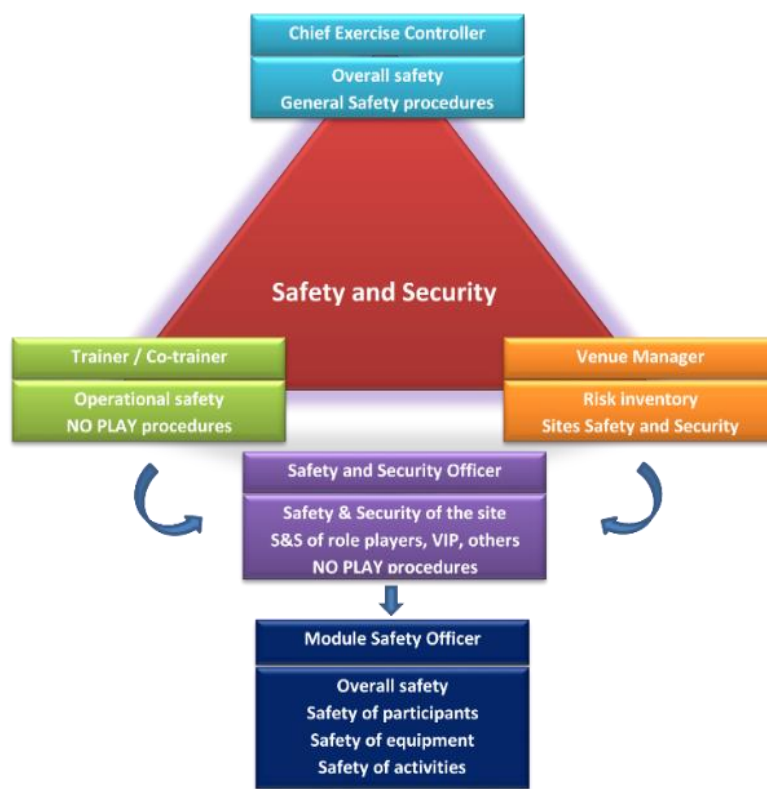 Chief Exercise Controller
Overall safety
General Safety procedures
Safety and Security
Trainer / Co-trainer
Operational safety
NO PLAY procedures
Venue Manager
Risk inventory
Sites Safety and Security
Safety and Security Officer
Safety & Security of the site
S&S of role players, VIP, others
NO PLAY procedures
Module Safety Officer
Overall safety
Safety of participants
Safety of equipment
Safety of activities